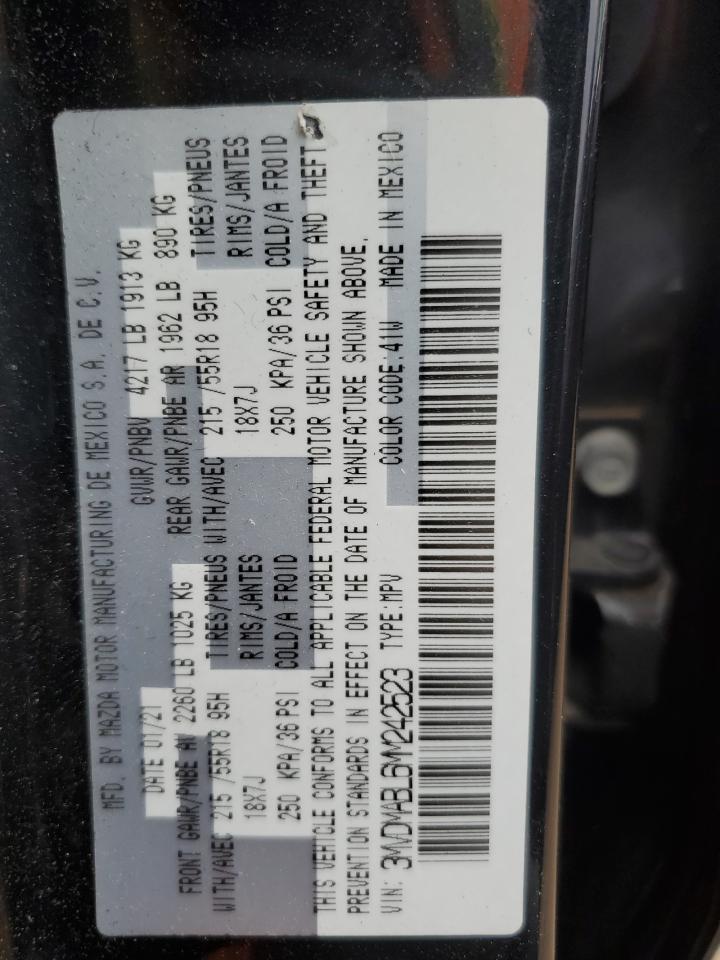 MFD. BY MAZDA MOTOR MANUFACTURING DE MEXICO S.A. DE C.V.
DATE 01/21 GVWR/PNBV 4217 LB 1913 KG
FRONT GAWR/PNBE AV 2260 LB 1025 KG REAR GAWR/PNBE AR 1962 LB 890 KG
WITH/AVEC 215 /55R18 95H TIRES/PNEUS WITH/AVEC 215 /55R18 95H TIRES/PNEUS
18X7J RIMS/JANTES 18X7J RIMS/JANTES
250 KPA/36 PSI COLD/A FROID 250 KPA/36 PSI COLD/A FROID
THIS VEHICLE CONFORMS TO ALL APPLICABLE FEDERAL MOTOR VEHICLE SAFETY AND THEFT
PREVENTION STANDARDS IN EFFECT ON THE DATE OF MANUFACTURE SHOWN ABOVE.
VIN: 3MVDMABL6MM242523 TYPE:MPV COLOR CODE:41W MADE IN MEXICO